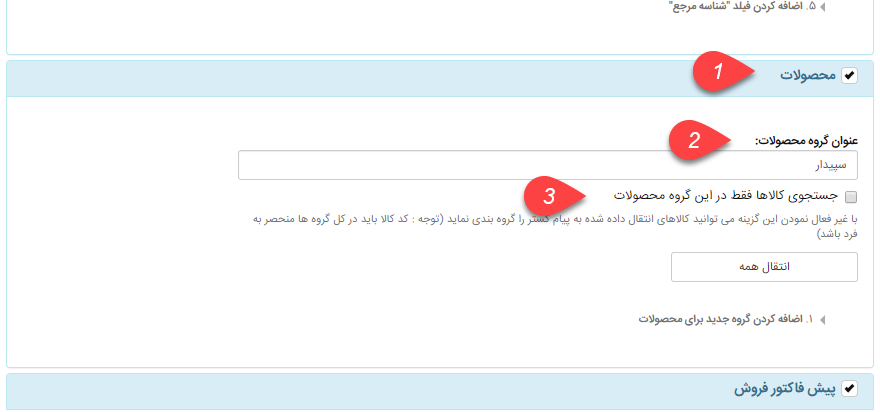 ۵. اضافه کردن فیلد "شناسه مرجع"
محصولات
1
عنوان گروه محصولات:
2
سپیدار
جستجوی کالاها فقط در این گروه محصولات
3
با غیر فعال نمودن این گزینه می توانید کالاهای انتقال داده شده به پیام گستر را گروه بندی نماید (توجه : کد کالا باید در کل گروه ها منحصر به
فرد باشد)
انتقال همه
۱. اضافه کردن گروه جدید برای محصولات
پیش فاکتور فروش